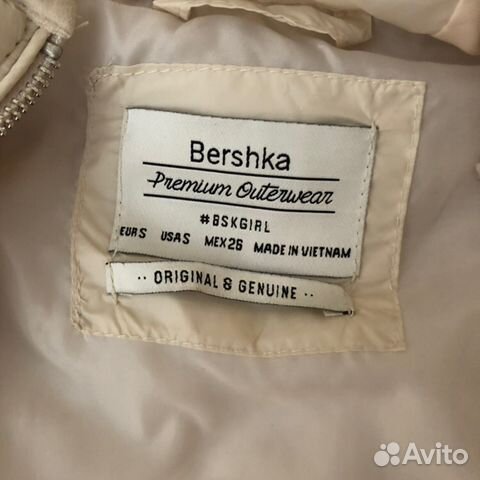 Bershka
Premium Outerwear
#BSKGIRL
EUR S USA S MEX 26 MADE IN VIETNAM
·· ORIGINAL & GENUINE ··
Avito